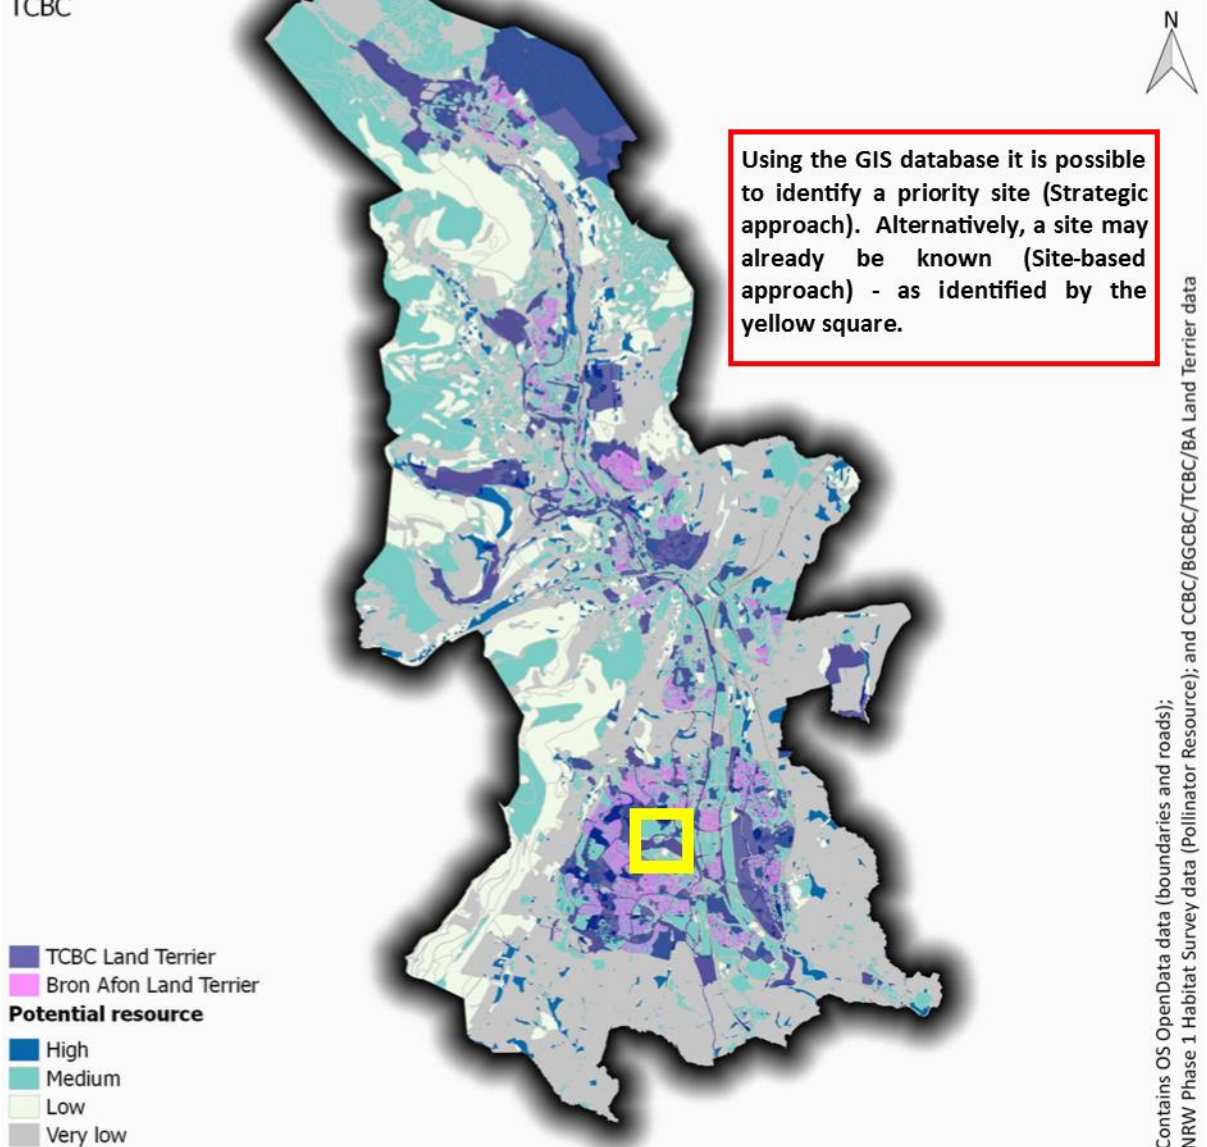 TCBC
N
Using the GIS database it is possible
to identify a priority site (Strategic
approach). Alternatively, a site may
already be known (Site-based
approach) - as identified by the
yellow square.
TCBC Land Terrier
Bron Afon Land Terrier
Potential resource
High
Medium
Low
Very low
Contains OS OpenData data (boundaries and roads);
NRW Phase 1 Habitat Survey data (Pollinator Resource); and CCBC/BGCBC/TCBC/BA Land Terrier data